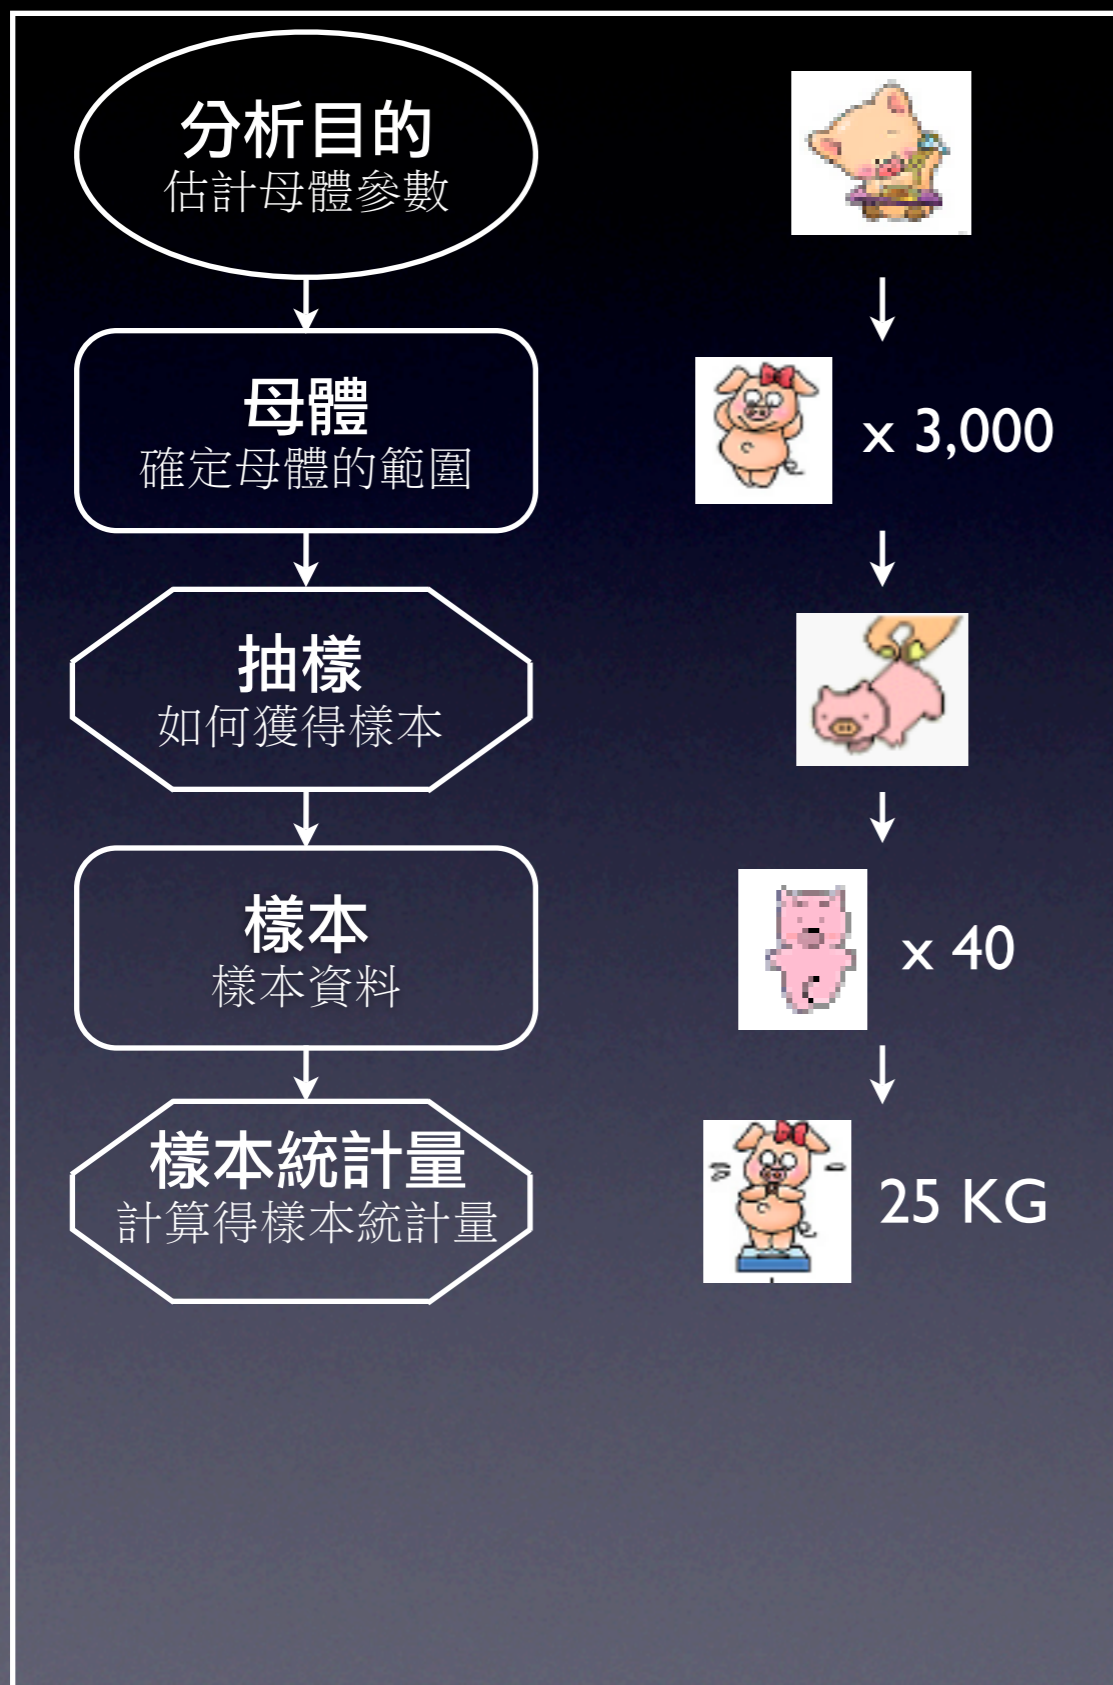 分析目的
估計母體參數
母體
確定母體的範圍
x 3,000
抽樣
如何獲得樣本
樣本
樣本資料
x 40
樣本統計量
計算得樣本統計量
25 KG